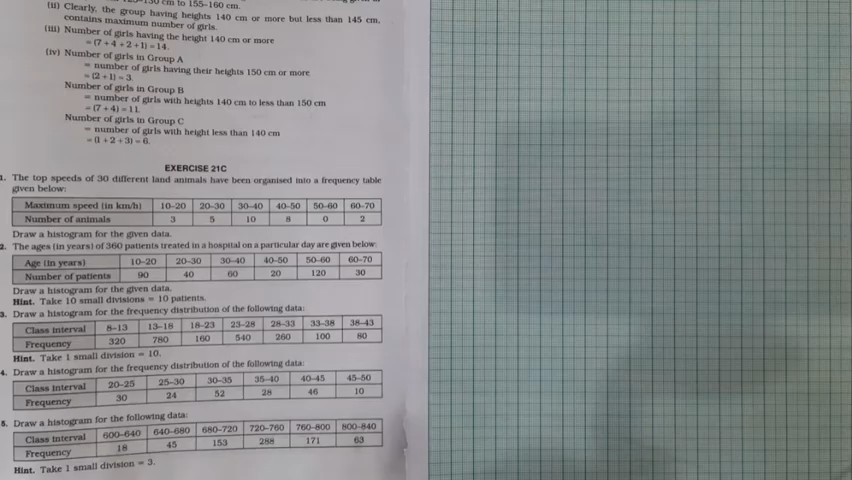 130 cm to 155-160 cm.
(ii) Clearly, the group having heights 140 cm or more but less than 145 cm,
contains maximum number of girls.
(iii) Number of girls having the height 140 cm or more
= (7 + 4 + 2 + 1) = 14.
(iv) Number of girls in Group A
= number of girls having their heights 150 cm or more
= (2 + 1) = 3.
Number of girls in Group B
= number of girls with heights 140 cm to less than 150 cm
= (7 + 4) = 11.
Number of girls in Group C
= number of girls with height less than 140 cm
= (1 + 2 + 3) = 6.
EXERCISE 21C
1. The top speeds of 30 different land animals have been organised into a frequency table
given below:
Maximum speed (in km/h) 10-20 20-30 30-40 40-50 50-60 60-70
Number of animals 3 5 10 8 0 2
Draw a histogram for the given data.
2. The ages (in years) of 360 patients treated in a hospital on a particular day are given below:
Age (in years) 10-20 20-30 30-40 40-50 50-60 60-70
Number of patients 90 40 60 20 120 30
Draw a histogram for the given data.
Hint. Take 10 small divisions = 10 patients.
3. Draw a histogram for the frequency distribution of the following data:
Class interval 8-13 13-18 18-23 23-28 28-33 33-38 38-43
Frequency 320 780 160 540 260 100 80
Hint. Take 1 small division = 10.
4. Draw a histogram for the frequency distribution of the following data:
Class interval 20-25 25-30 30-35 35-40 40-45 45-50
Frequency 30 24 52 28 46 10
5. Draw a histogram for the following data:
Class interval 600-640 640-680 680-720 720-760 760-800 800-840
Frequency 18 45 153 288 171 63
Hint. Take 1 small division = 3.